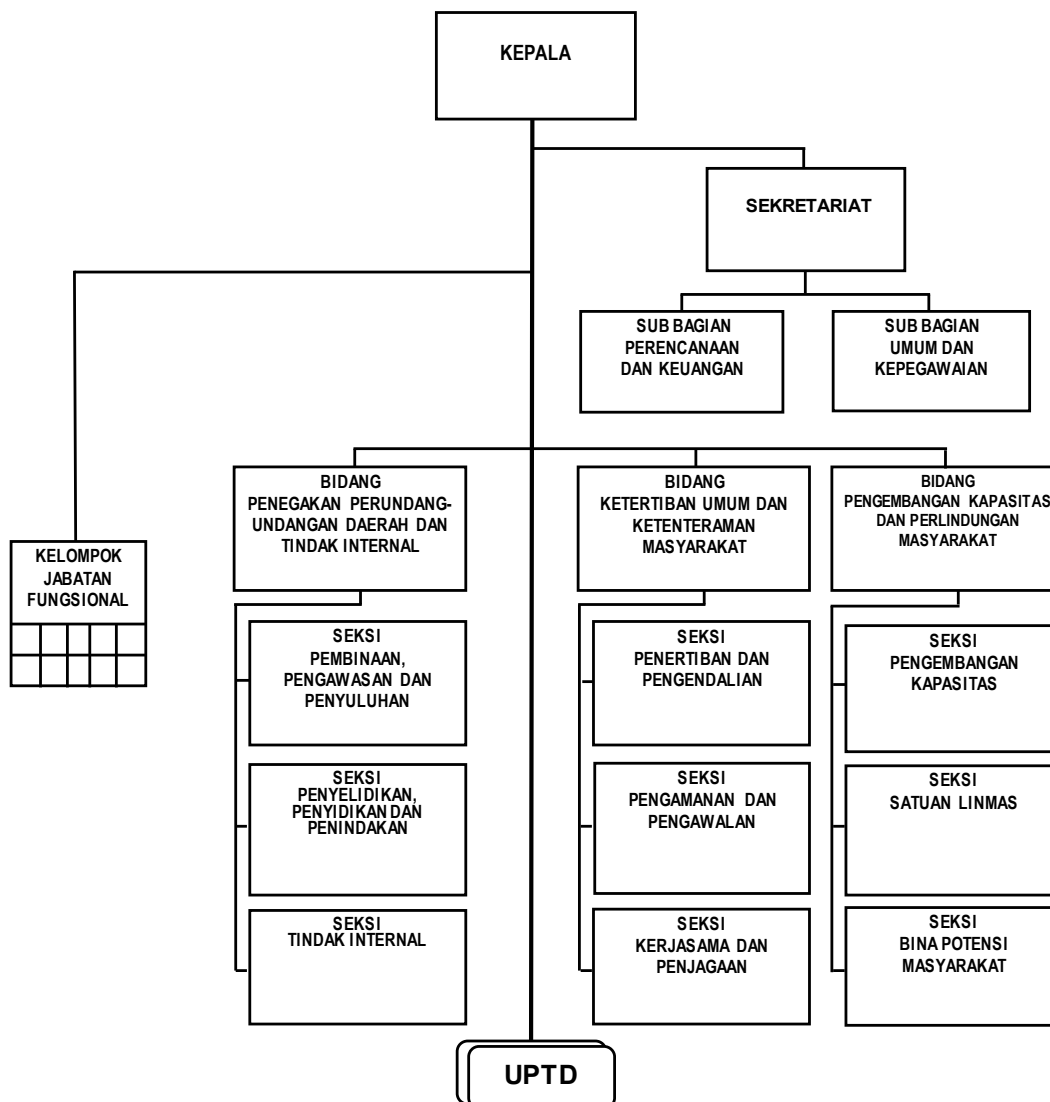 KEPALA
SEKRETARIAT
SUB BAGIAN
PERENCANAAN
DAN KEUANGAN
SUB BAGIAN
UMUM DAN
KEPEGAWAIAN
KELOMPOK
JABATAN
FUNGSIONAL
BIDANG
PENEGAKAN PERUNDANG-
UNDANGAN DAERAH DAN
TINDAK INTERNAL
SEKSI
PEMBINAAN,
PENGAWASAN DAN
PENYULUHAN
SEKSI
PENYELIDIKAN,
PENYIDIKAN DAN
PENINDAKAN
SEKSI
TINDAK INTERNAL
BIDANG
KETERTIBAN UMUM DAN
KETENTERAMAN
MASYARAKAT
SEKSI
PENERTIBAN DAN
PENGENDALIAN
SEKSI
PENGAMANAN DAN
PENGAWALAN
SEKSI
KERJASAMA DAN
PENJAGAAN
BIDANG
PENGEMBANGAN KAPASITAS
DAN PERLINDUNGAN
MASYARAKAT
SEKSI
PENGEMBANGAN
KAPASITAS
SEKSI
SATUAN LINMAS
SEKSI
BINA POTENSI
MASYARAKAT
UPTD